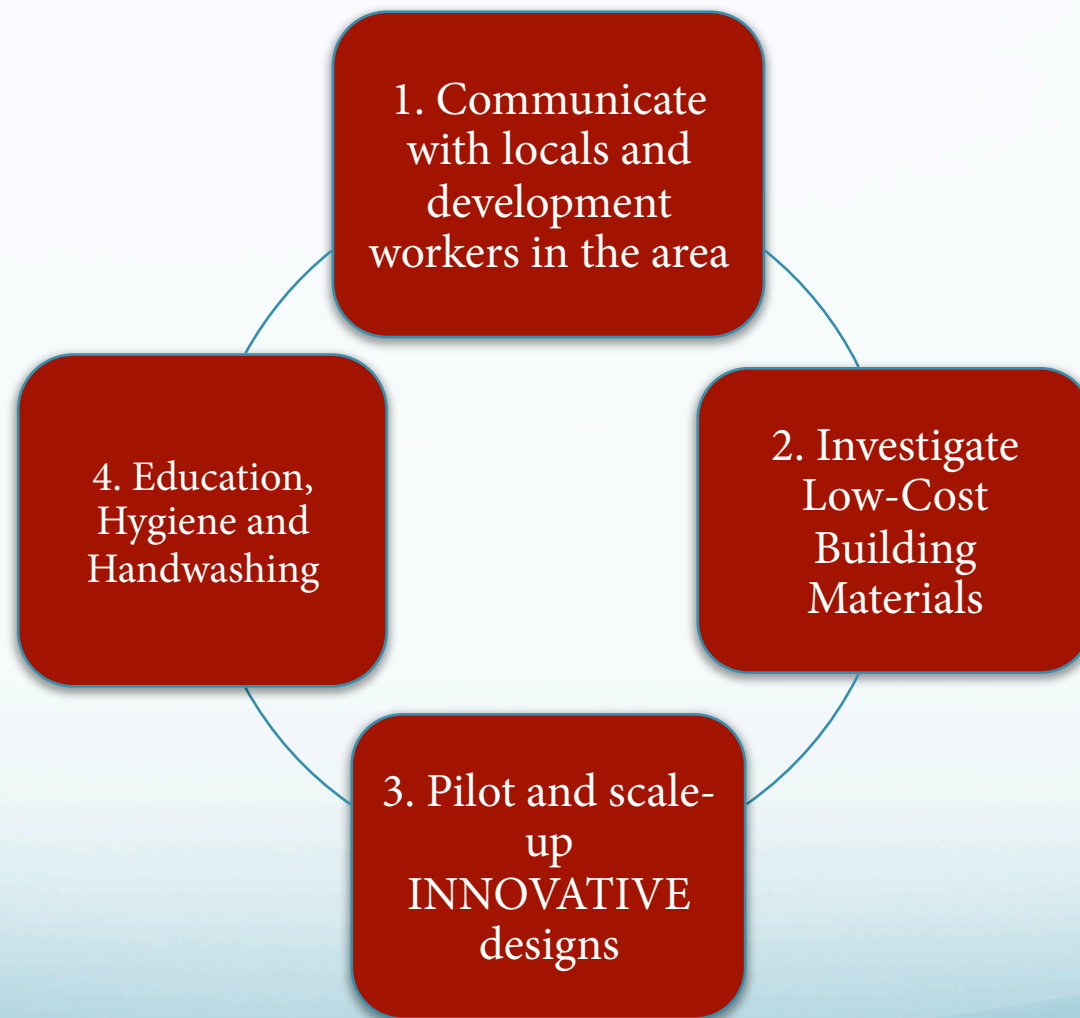 1. Communicate
with locals and
development
workers in the area
2. Investigate
Low-Cost
Building
Materials
3. Pilot and scale-
up
INNOVATIVE
designs
4. Education,
Hygiene and
Handwashing